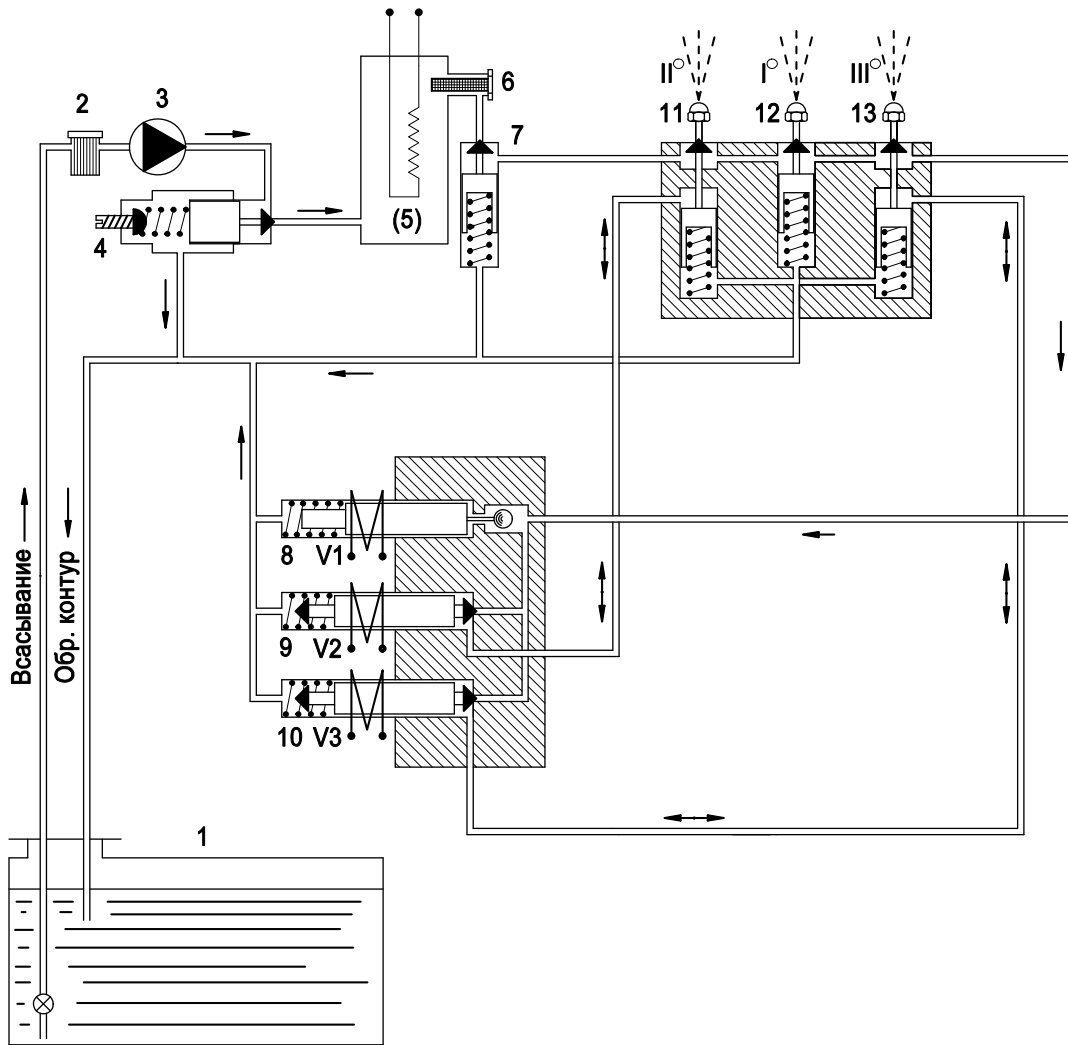 2
3
6
7
II° I° III°
11 12 13
4
(5)
8 V1
9 V2
10 V3
Всасывание
Обр. контур
1